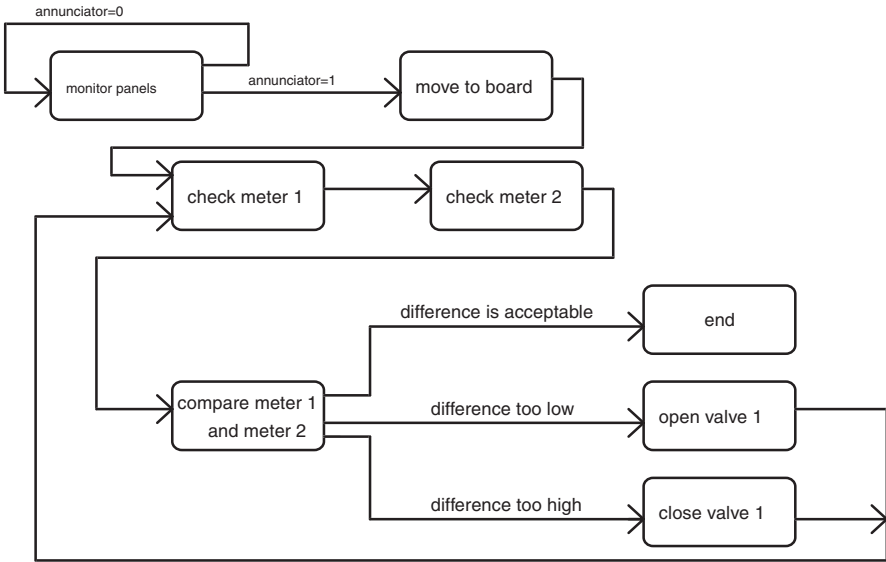 annunciator=0
monitor panels
annunciator=1
move to board
check meter 1
check meter 2
difference is acceptable
end
compare meter 1
and meter 2
difference too low
open valve 1
difference too high
close valve 1